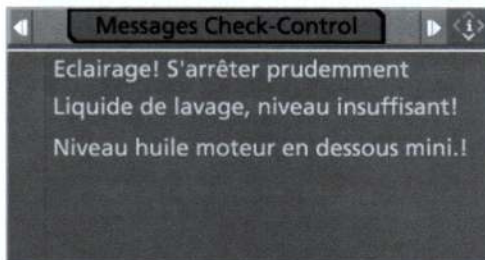 Messages Check-Control
Eclairage! S'arrêter prudemment
Liquide de lavage, niveau insuffisant!
Niveau huile moteur en dessous mini.!